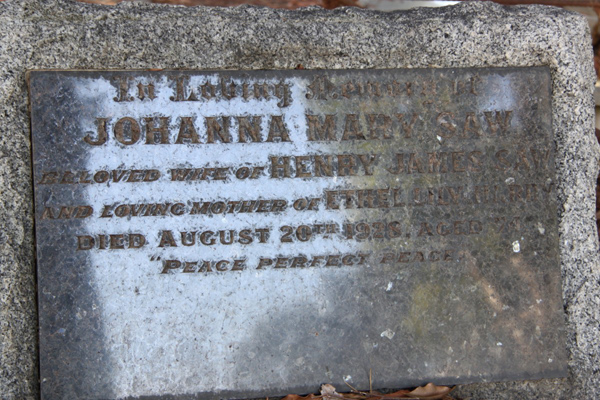 In Loving Memory of
JOHANNA MARY SAW
BELOVED WIFE OF HENRY JAMES SAW
AND LOVING MOTHER OF ETHEL
DIED AUGUST 20TH AGED
"PEACE PERFECT PEACE"